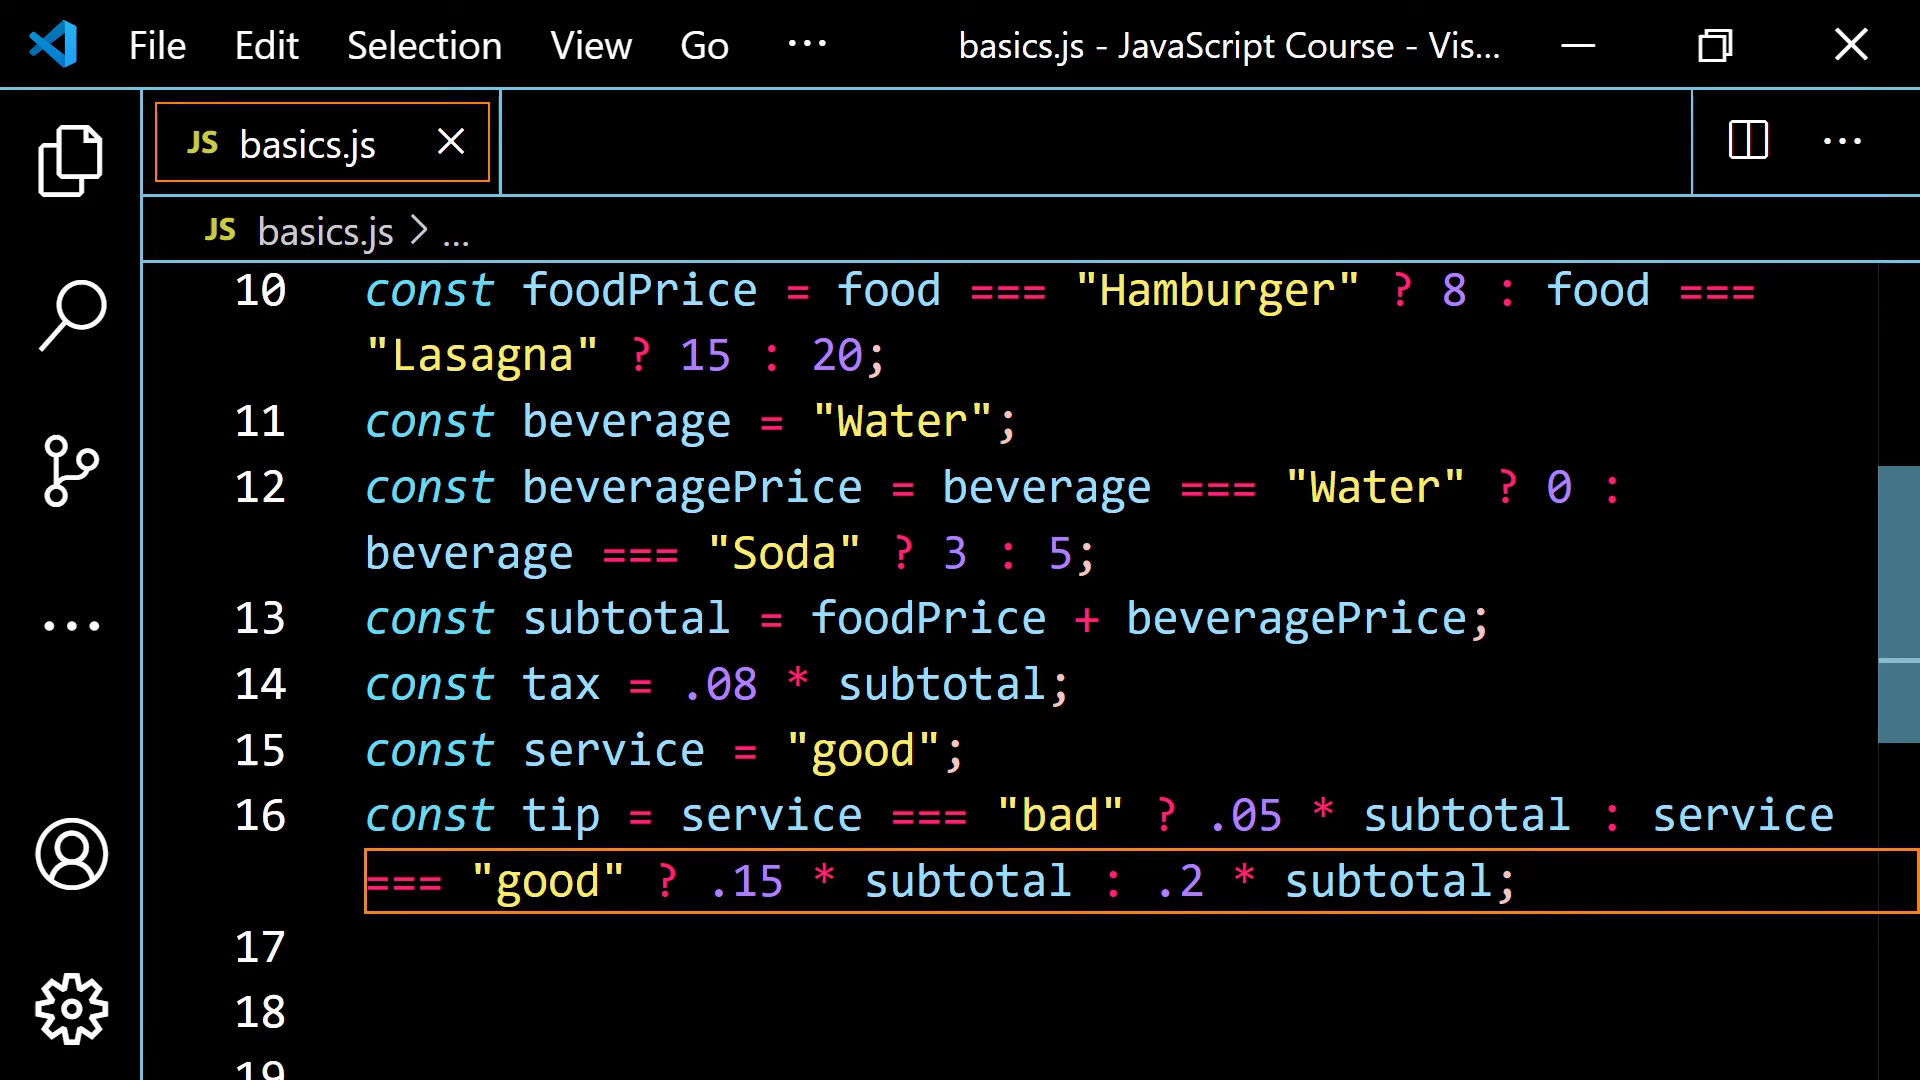 File Edit Selection View Go ··· basics.js - JavaScript Course - Vis...
JS basics.js
JS basics.js > ...
10 const foodPrice = food === "Hamburger" ? 8 : food ===
"Lasagna" ? 15 : 20;
11 const beverage = "Water";
12 const beveragePrice = beverage === "Water" ? 0 :
beverage === "Soda" ? 3 : 5;
13 const subtotal = foodPrice + beveragePrice;
14 const tax = .08 * subtotal;
15 const service = "good";
16 const tip = service === "bad" ? .05 * subtotal : service
=== "good" ? .15 * subtotal : .2 * subtotal;
17
18
19